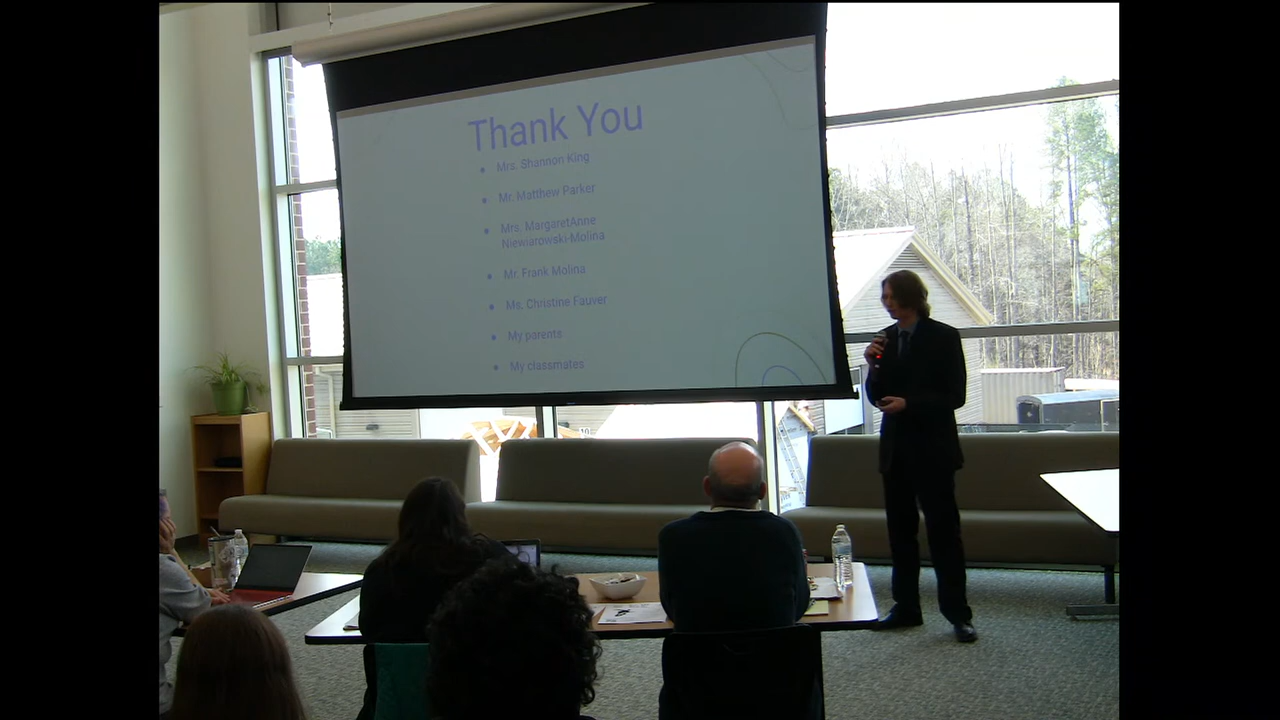 Thank You
Mrs. Shannon King
Mr. Matthew Parker
Mrs. MargaretAnne
Niewiarowski-Molina
Mr. Frank Molina
Ms. Christine Fauver
My parents
My classmates